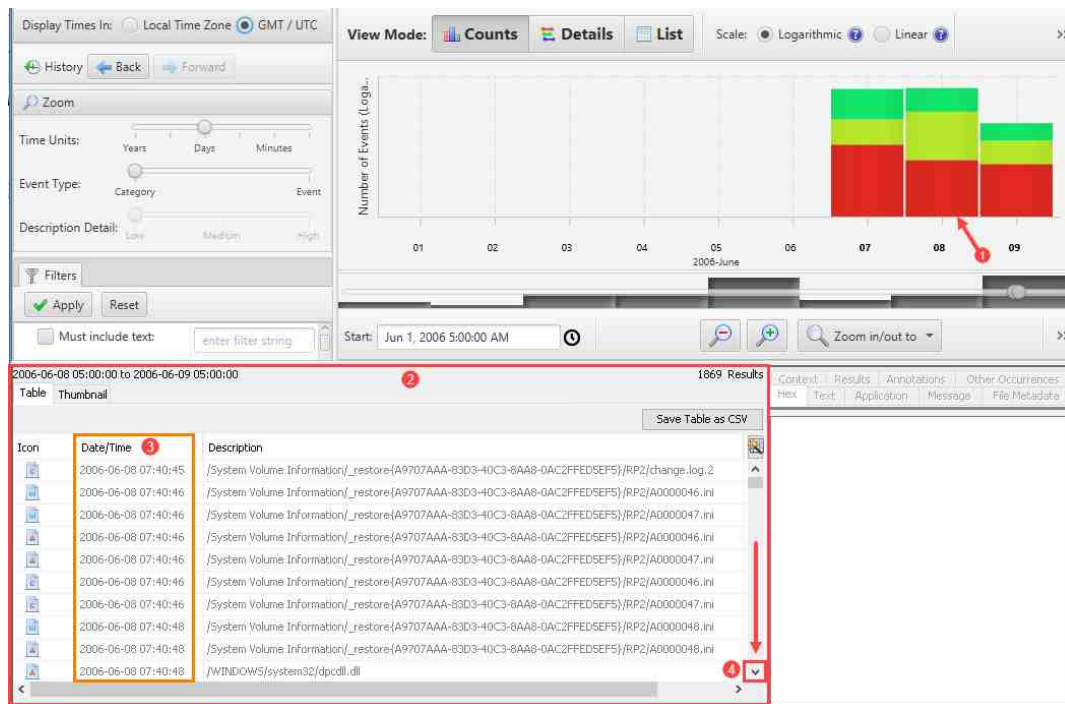 Display Times In: Local Time Zone GMT / UTC
History Back Forward
Zoom
Time Units:
Years Days Minutes
Event Type:
Category Event
Description Detail:
Low Medium High
Filters
Apply Reset
Must include text: enter filter string
View Mode: Counts Details List Scale: Logarithmic ? Linear ? >>
Number of Events (Loga...
01 02 03 04 05 06 07 08 09
2006-June
1
Start: Jun 1, 2006 5:00:00 AM Zoom in/out to >>
2006-06-08 05:00:00 to 2006-06-09 05:00:00 2 1869 Results
Table Thumbnail
Save Table as CSV
Icon Date/Time 3 Description
2006-06-08 07:40:45 /System Volume Information/_restore{A9707AAA-83D3-40C3-8AA8-0AC2FFED5EF5}/RP2/change.log.2
2006-06-08 07:40:46 /System Volume Information/_restore{A9707AAA-83D3-40C3-8AA8-0AC2FFED5EF5}/RP2/A0000046.ini
2006-06-08 07:40:46 /System Volume Information/_restore{A9707AAA-83D3-40C3-8AA8-0AC2FFED5EF5}/RP2/A0000047.ini
2006-06-08 07:40:46 /System Volume Information/_restore{A9707AAA-83D3-40C3-8AA8-0AC2FFED5EF5}/RP2/A0000046.ini
2006-06-08 07:40:46 /System Volume Information/_restore{A9707AAA-83D3-40C3-8AA8-0AC2FFED5EF5}/RP2/A0000047.ini
2006-06-08 07:40:46 /System Volume Information/_restore{A9707AAA-83D3-40C3-8AA8-0AC2FFED5EF5}/RP2/A0000046.ini
2006-06-08 07:40:46 /System Volume Information/_restore{A9707AAA-83D3-40C3-8AA8-0AC2FFED5EF5}/RP2/A0000047.ini
2006-06-08 07:40:48 /System Volume Information/_restore{A9707AAA-83D3-40C3-8AA8-0AC2FFED5EF5}/RP2/A0000048.ini
2006-06-08 07:40:48 /System Volume Information/_restore{A9707AAA-83D3-40C3-8AA8-0AC2FFED5EF5}/RP2/A0000048.ini
2006-06-08 07:40:48 /WINDOWS/system32/dpcdll.dll
4
Context Results Annotations Other Occurrences
Hex Text Application Message File Metadata